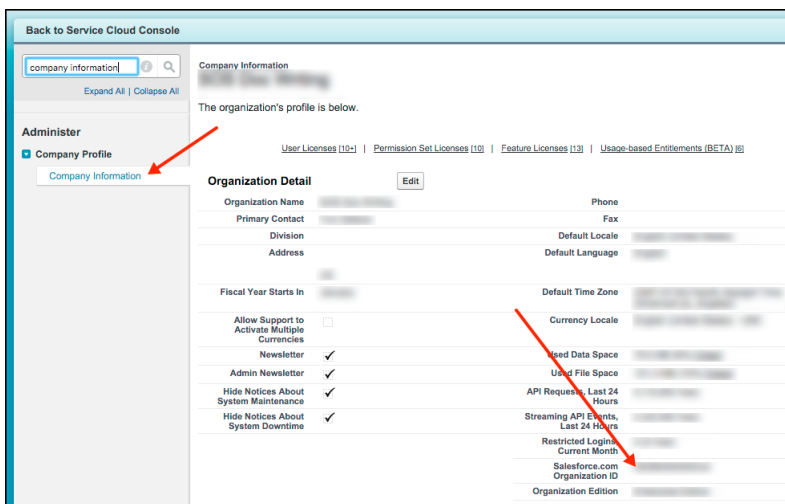 Back to Service Cloud Console
company information
Expand All | Collapse All
Administer
Company Profile
Company Information
Company Information
The organization's profile is below.
User Licenses [10+] | Permission Set Licenses [10] | Feature Licenses [13] | Usage-based Entitlements (BETA) [6]
Organization Detail Edit
Organization Name Phone
Primary Contact Fax
Division Default Locale
Address Default Language
Fiscal Year Starts In Default Time Zone
Allow Support to
Activate Multiple
Currencies
Currency Locale
Newsletter Used Data Space
Admin Newsletter Used File Space
Hide Notices About
System Maintenance
API Requests, Last 24
Hours
Hide Notices About
System Downtime
Streaming API Events,
Last 24 Hours
Restricted Logins,
Current Month
Salesforce.com
Organization ID
Organization Edition